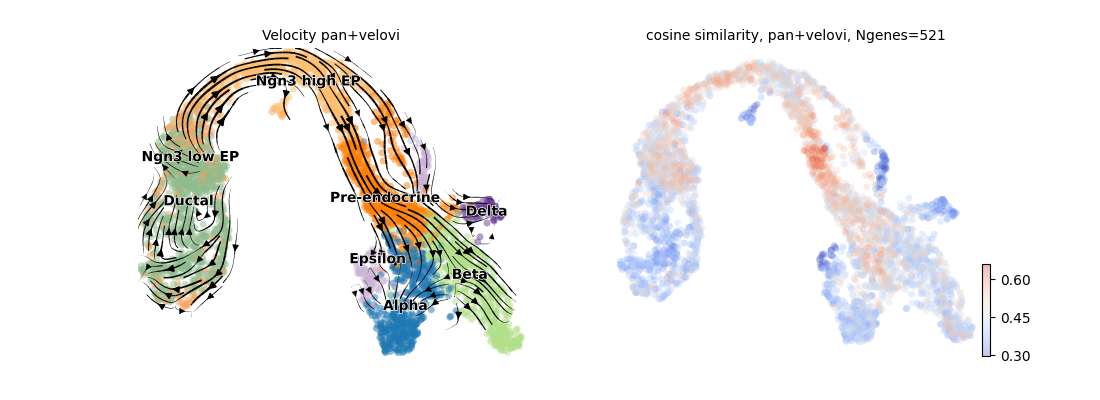 Velocity pan+velovi
Ngn3 high EP
Ngn3 low EP
Ductal
Pre-endocrine
Delta
Epsilon
Beta
Alpha
cosine similarity, pan+velovi, Ngenes=521
0.60
0.45
0.30